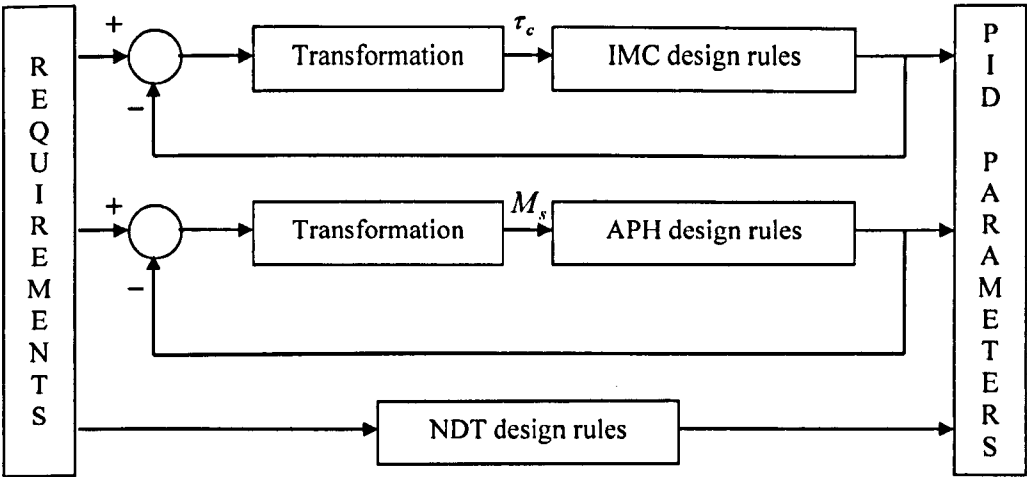 REQUIREMENTS
+
−
Transformation
τc
IMC design rules
+
−
Transformation
Ms
APH design rules
NDT design rules
PID PARAMETERS